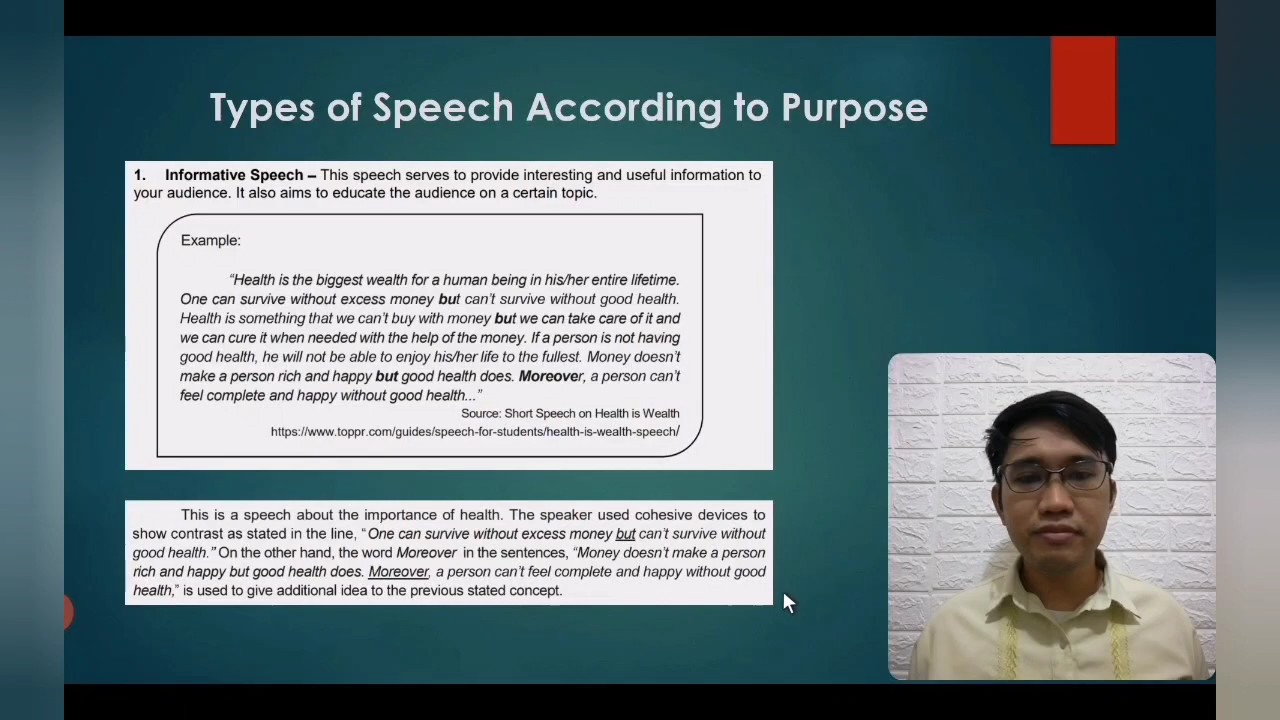 Types of Speech According to Purpose
1. Informative Speech – This speech serves to provide interesting and useful information to
your audience. It also aims to educate the audience on a certain topic.
Example:
“Health is the biggest wealth for a human being in his/her entire lifetime.
One can survive without excess money but can’t survive without good health.
Health is something that we can’t buy with money but we can take care of it and
we can cure it when needed with the help of the money. If a person is not having
good health, he will not be able to enjoy his/her life to the fullest. Money doesn’t
make a person rich and happy but good health does. Moreover, a person can’t
feel complete and happy without good health...”
Source: Short Speech on Health is Wealth
https://www.toppr.com/guides/speech-for-students/health-is-wealth-speech/
This is a speech about the importance of health. The speaker used cohesive devices to
show contrast as stated in the line, “One can survive without excess money but can’t survive without
good health.” On the other hand, the word Moreover in the sentences, “Money doesn’t make a person
rich and happy but good health does. Moreover, a person can’t feel complete and happy without good
health,” is used to give additional idea to the previous stated concept.